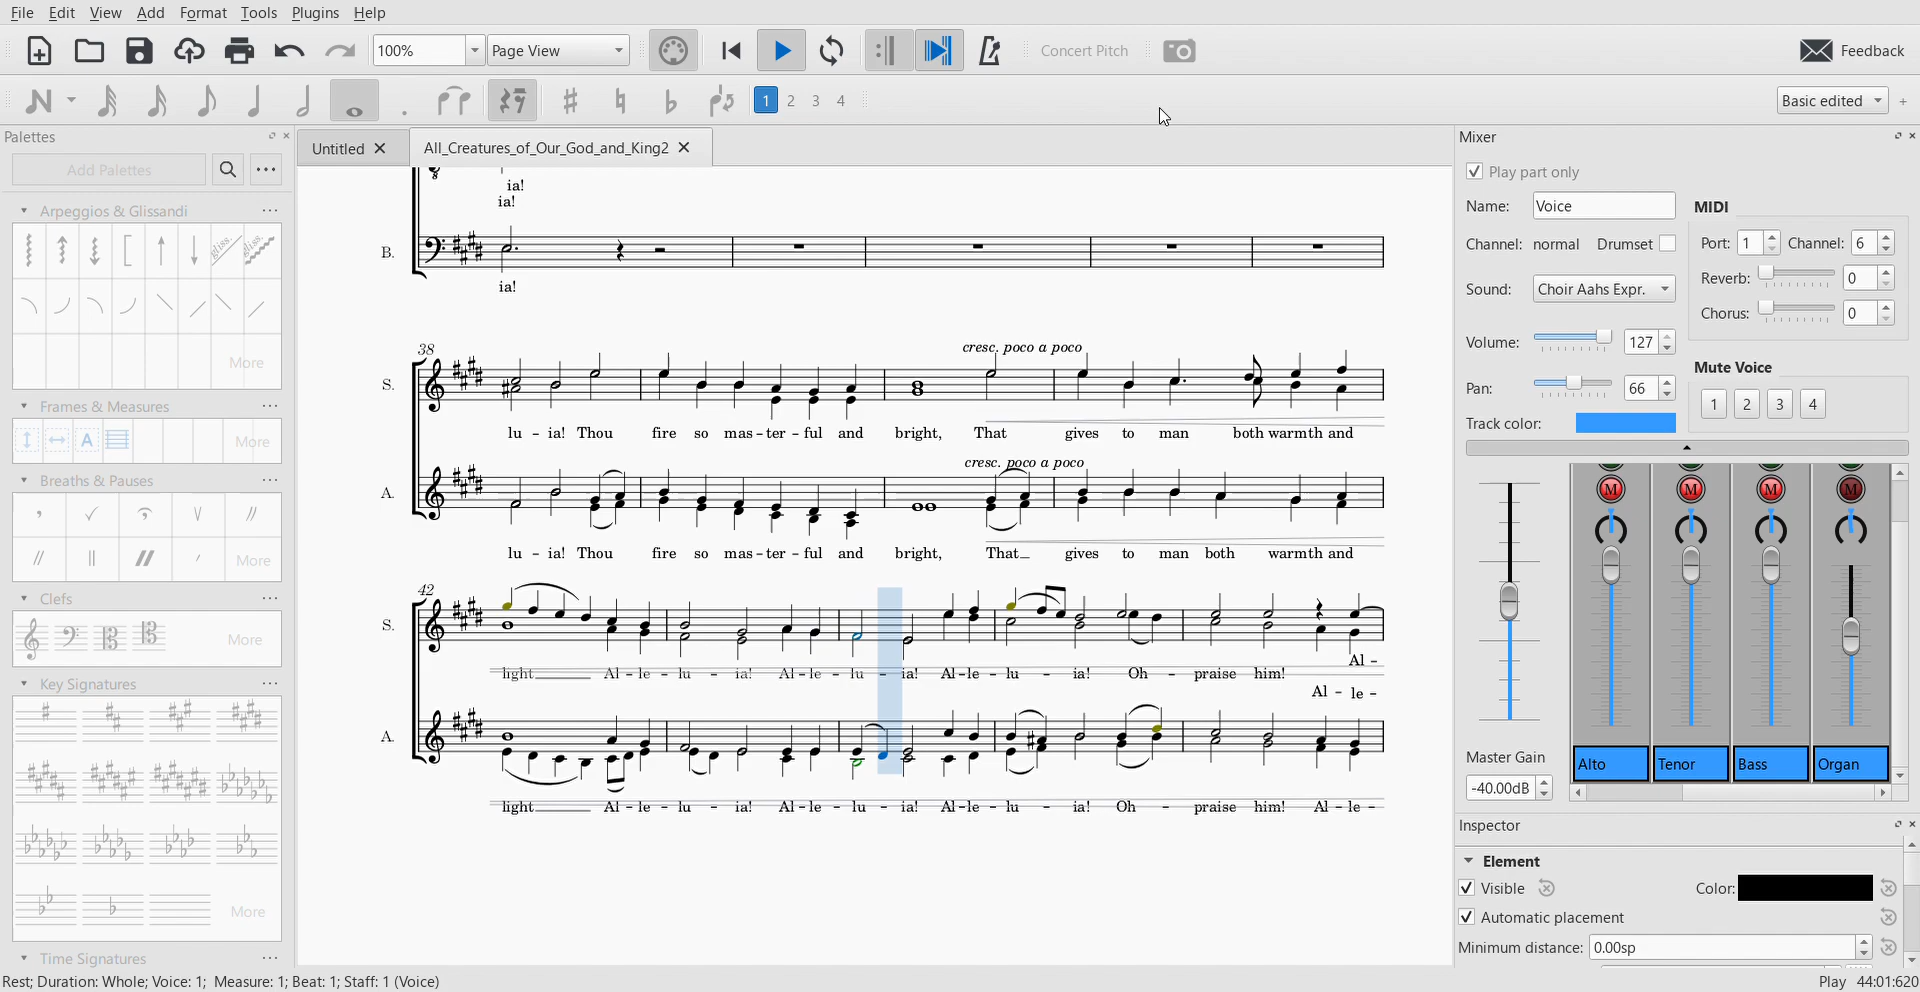 File Edit View Add Format Tools Plugins Help
100% Page View Concert Pitch Feedback
1 2 3 4 Basic edited +
Palettes
Add Palettes
Arpeggios & Glissandi
gliss. gliss.
More
Frames & Measures
A More
Breaths & Pauses
More
Clefs
More
Key Signatures
More
Time Signatures
Untitled All_Creatures_of_Our_God_and_King2
ia!
ia!
B.
ia!
38
cresc. poco a poco
S.
lu - ia! Thou fire so mas - ter - ful and bright, That gives to man both warmth and
cresc. poco a poco
A.
lu - ia! Thou fire so mas - ter - ful and bright, That_ gives to man both warmth and
42
S.
Al -
light____ Al - le - lu - ia! Al - le - lu - ia! Al - le - lu - ia! Oh - praise him!
Al - le -
A.
light____ Al - le - lu - ia! Al - le - lu - ia! Al - le - lu - ia! Oh - praise him! Al - le -
Mixer
Play part only
Name: Voice MIDI
Channel: normal Drumset Port: 1 Channel: 6
Reverb: 0
Sound: Choir Aahs Expr.
Chorus: 0
Volume: 127
Mute Voice
Pan: 66
1 2 3 4
Track color:
M M M M
Master Gain
Alto Tenor Bass Organ
-40.00dB
Inspector
Element
Visible Color:
Automatic placement
Minimum distance: 0.00sp
Rest; Duration: Whole; Voice: 1; Measure: 1; Beat: 1; Staff: 1 (Voice) Play 44:01:620